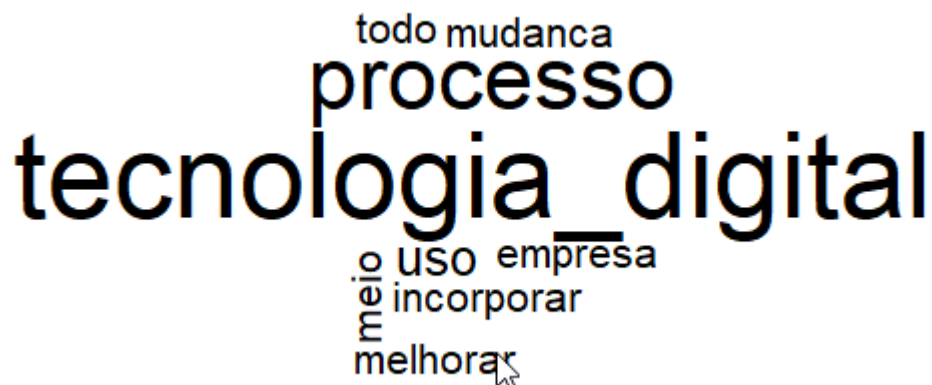 todo mudanca
processo
tecnologia_digital
uso empresa
meio
incorporar
melhorar